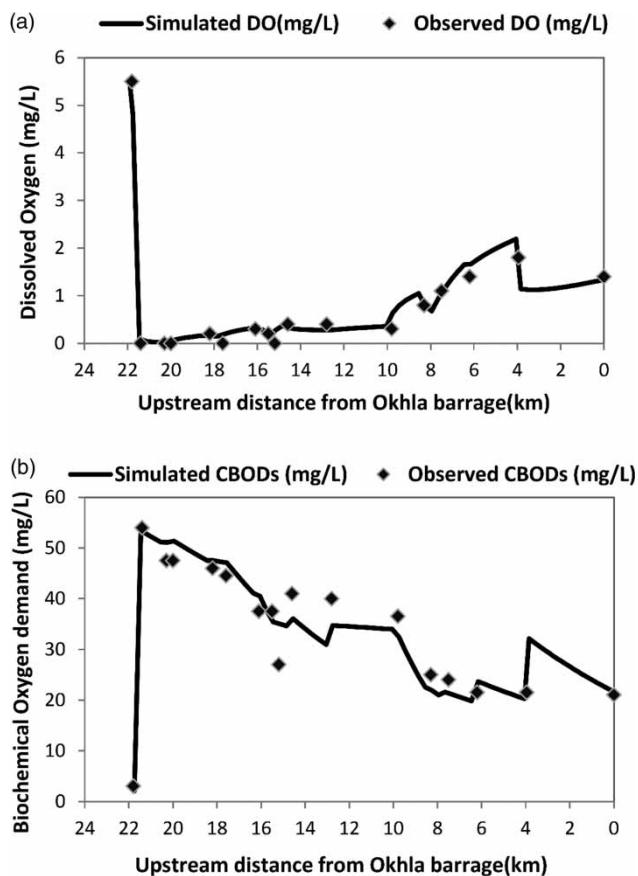 (a)
Simulated DO(mg/L) Observed DO (mg/L)
Dissolved Oxygen (mg/L)
6
5
4
3
2
1
0
24 22 20 18 16 14 12 10 8 6 4 2 0
Upstream distance from Okhla barrage(km)
(b)
Simulated CBODs (mg/L) Observed CBODs (mg/L)
Biochemical Oxygen demand (mg/L)
60
50
40
30
20
10
0
24 22 20 18 16 14 12 10 8 6 4 2 0
Upstream distance from Okhla barrage(km)